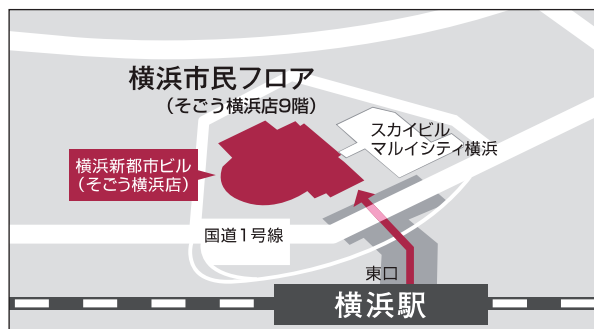 横浜市民フロア
（そごう横浜店9階）
スカイビル
マルイシティ横浜
横浜新都市ビル
（そごう横浜店）
国道1号線
東口
横浜駅